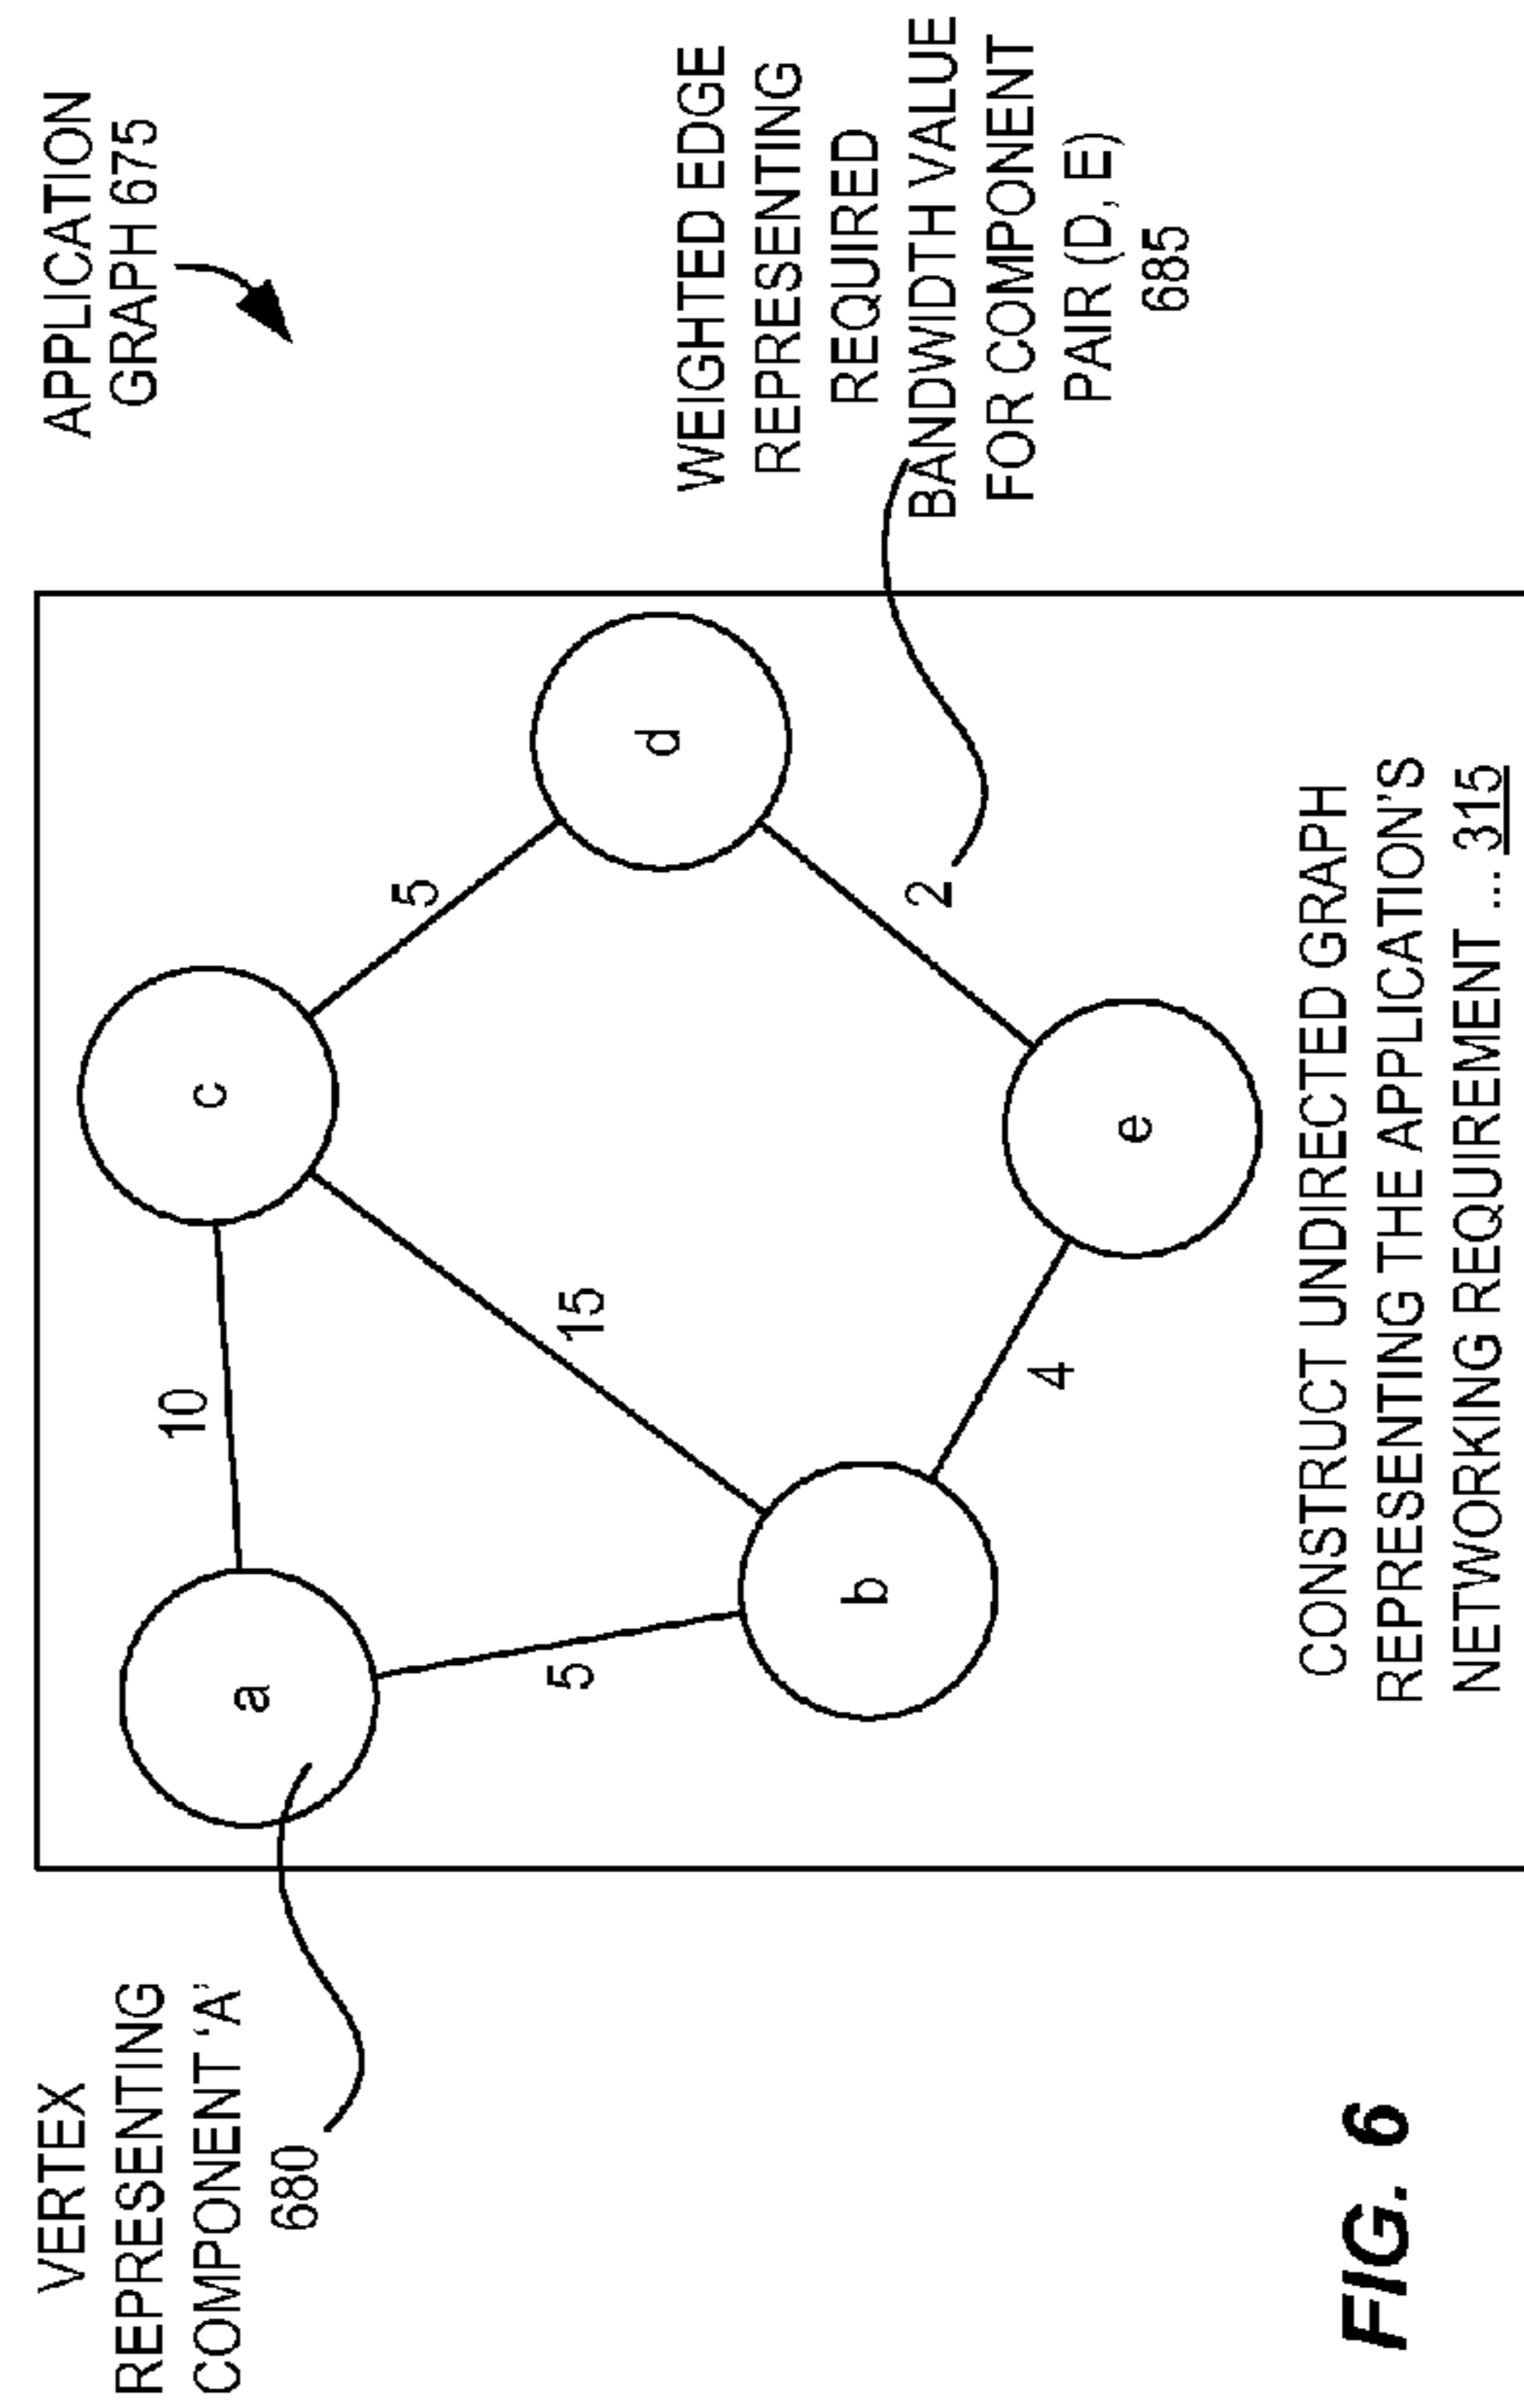 APPLICATION
GRAPH 675
VERTEX
REPRESENTING
COMPONENT ‘A’
680
WEIGHTED EDGE
REPRESENTING
REQUIRED
BANDWIDTH VALUE
FOR COMPONENT
PAIR (D, E)
685
a
10
c
5
d
5
15
b
4
e
2
CONSTRUCT UNDIRECTED GRAPH
REPRESENTING THE APPLICATION’S
NETWORKING REQUIREMENT ... 315
FIG. 6